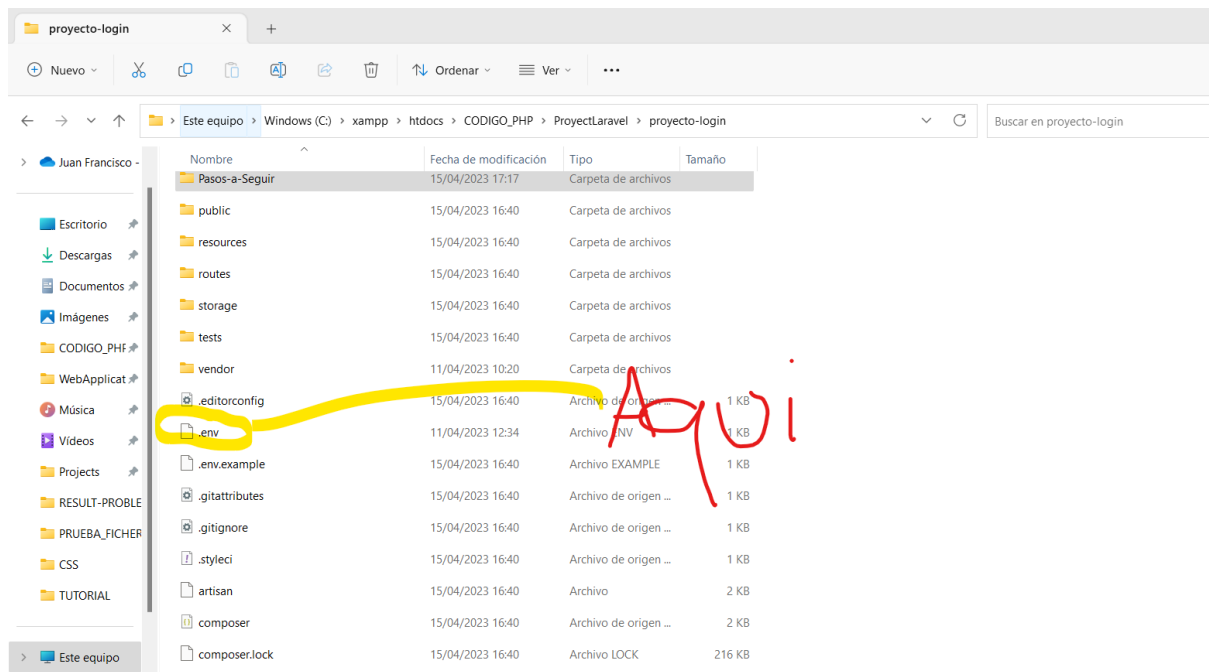 proyecto-login
Nuevo
Ordenar
Ver
Este equipo > Windows (C:) > xampp > htdocs > CODIGO_PHP > ProyectLaravel > proyecto-login
Buscar en proyecto-login
Juan Francisco -
Escritorio
Descargas
Documentos
Imágenes
CODIGO_PHP
WebApplicat
Música
Vídeos
Projects
RESULT-PROBLE
PRUEBA_FICHER
CSS
TUTORIAL
Este equipo
Nombre Fecha de modificación Tipo Tamaño
Pasos-a-Seguir 15/04/2023 17:17 Carpeta de archivos
public 15/04/2023 16:40 Carpeta de archivos
resources 15/04/2023 16:40 Carpeta de archivos
routes 15/04/2023 16:40 Carpeta de archivos
storage 15/04/2023 16:40 Carpeta de archivos
tests 15/04/2023 16:40 Carpeta de archivos
vendor 11/04/2023 10:20 Carpeta de archivos
.editorconfig 15/04/2023 16:40 Archivo de origen ... 1 KB
.env 11/04/2023 12:34 Archivo ENV 1 KB
.env.example 15/04/2023 16:40 Archivo EXAMPLE 1 KB
.gitattributes 15/04/2023 16:40 Archivo de origen ... 1 KB
.gitignore 15/04/2023 16:40 Archivo de origen ... 1 KB
.styleci 15/04/2023 16:40 Archivo de origen ... 1 KB
artisan 15/04/2023 16:40 Archivo 2 KB
composer 15/04/2023 16:40 Archivo de origen ... 2 KB
composer.lock 15/04/2023 16:40 Archivo LOCK 216 KB
Aqui